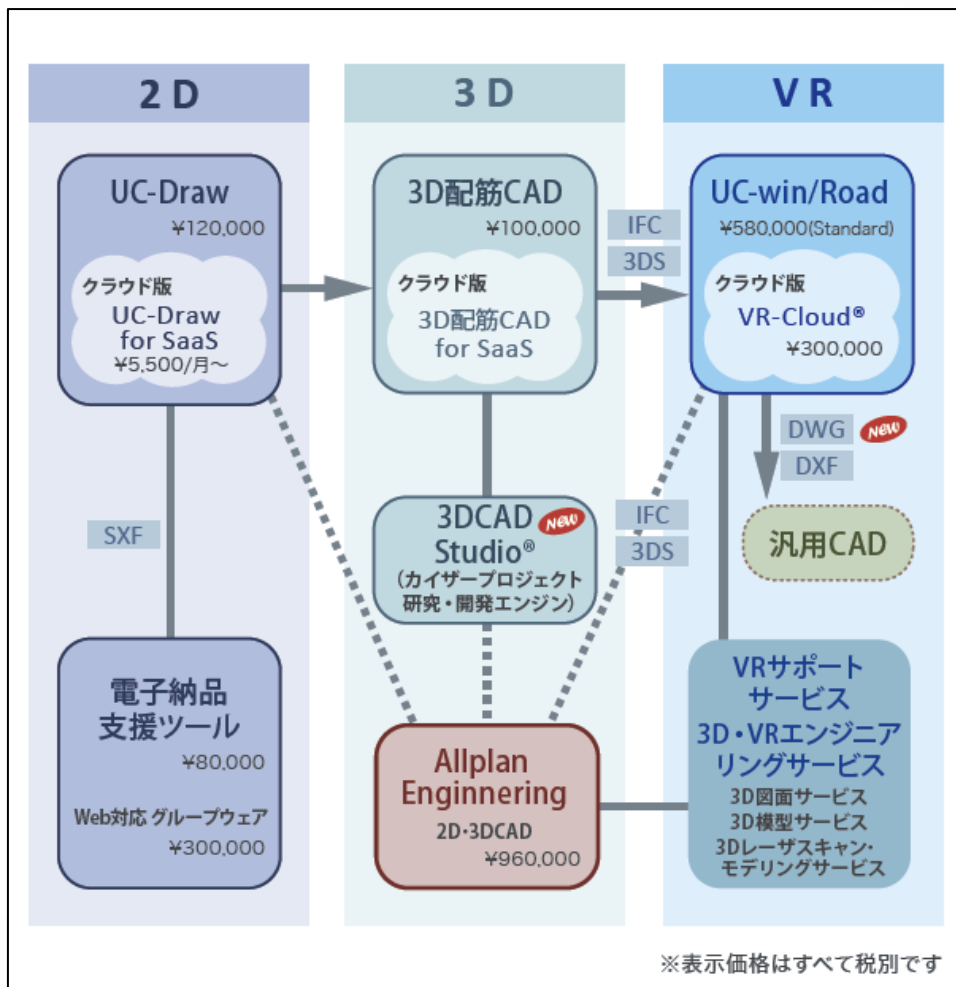 2D
3D
VR
UC-Draw
¥120,000
クラウド版
UC-Draw
for SaaS
¥5,500/月～
3D配筋CAD
¥100,000
クラウド版
3D配筋CAD
for SaaS
IFC
3DS
UC-win/Road
¥580,000(Standard)
クラウド版
VR-Cloud®
¥300,000
DWG NEW
DXF
汎用CAD
SXF
3DCAD NEW
Studio®
(カイザープロジェクト
研究・開発エンジン)
IFC
3DS
電子納品
支援ツール
¥80,000
Web対応 グループウェア
¥300,000
Allplan
Enginnering
2D・3DCAD
¥960,000
VRサポート
サービス
3D・VRエンジニア
リングサービス
3D図面サービス
3D模型サービス
3Dレーザスキャン・
モデリングサービス
※表示価格はすべて税別です